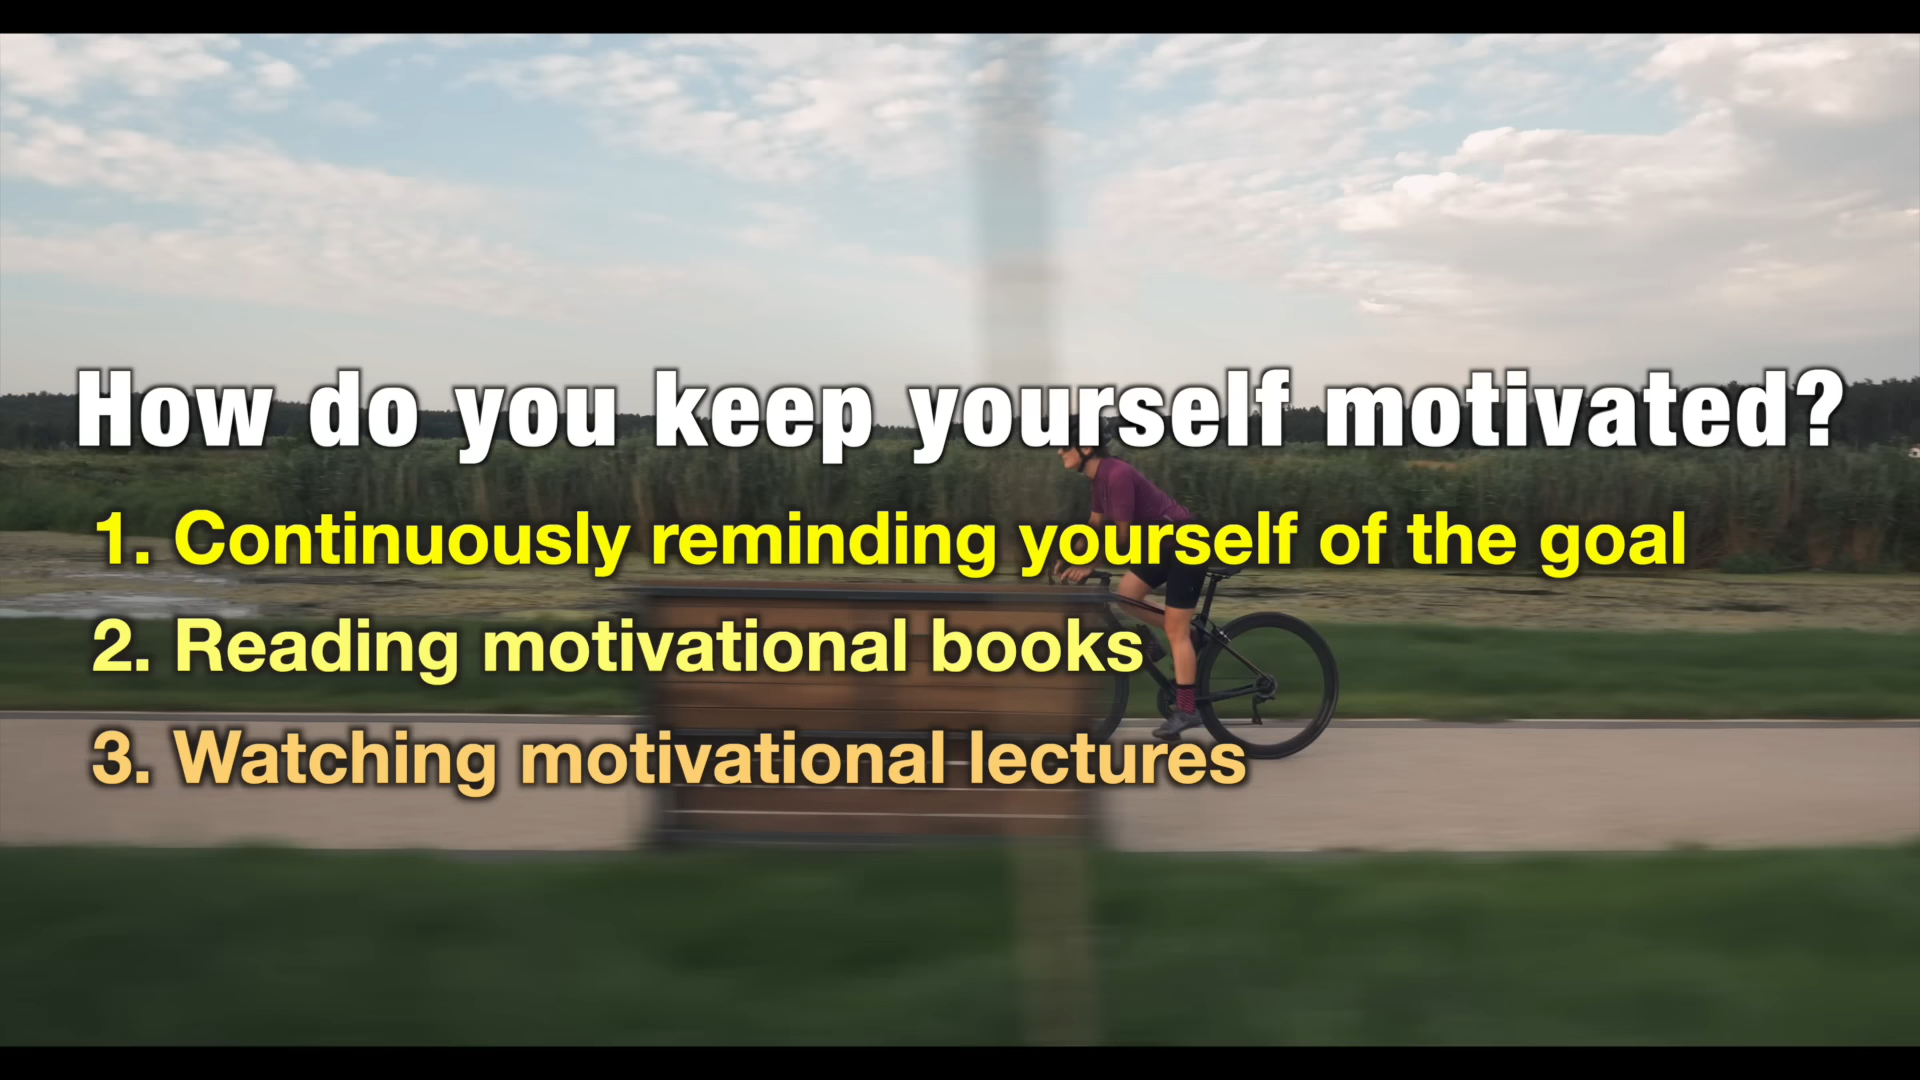 How do you keep yourself motivated?
1. Continuously reminding yourself of the goal
2. Reading motivational books
3. Watching motivational lectures